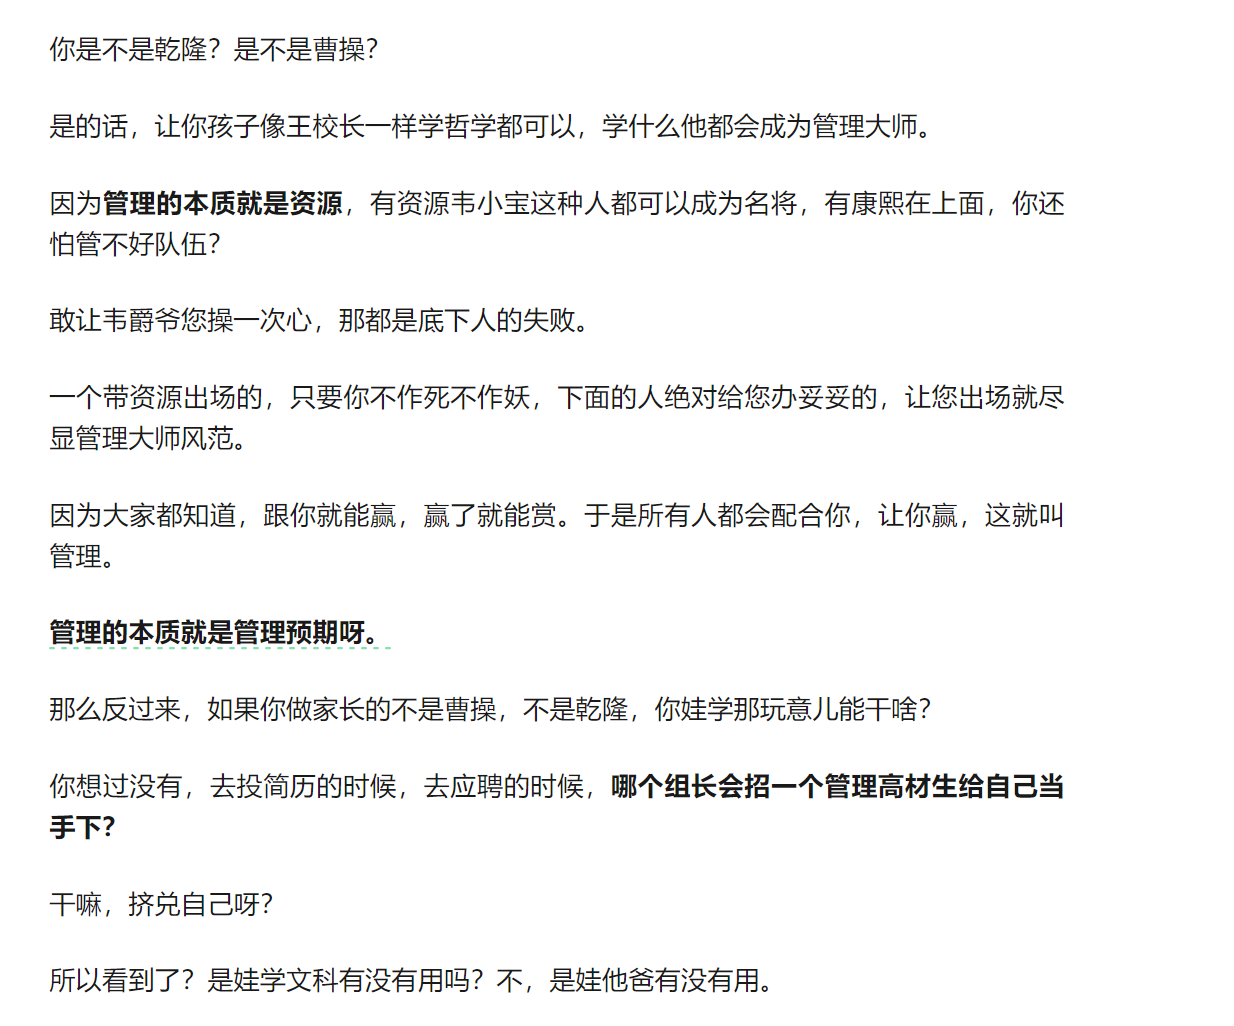 你是不是乾隆？是不是曹操？
是的话，让你孩子像王校长一样学哲学都可以，学什么他都会成为管理大师。
因为管理的本质就是资源，有资源韦小宝这种人都可以成为名将，有康熙在上面，你还
怕管不好队伍？
敢让韦爵爷您操一次心，那都是底下人的失败。
一个带资源出场的，只要你不作死不作妖，下面的人绝对给您办妥妥的，让您出场就尽
显管理大师风范。
因为大家都知道，跟你就能赢，赢了就能赏。于是所有人都会配合你，让你赢，这就叫
管理。
管理的本质就是管理预期呀。
那么反过来，如果你做家长的不是曹操，不是乾隆，你娃学那玩意儿能干啥？
你想过没有，去投简历的时候，去应聘的时候，哪个组长会招一个管理高材生给自己当
手下？
干嘛，挤兑自己呀？
所以看到了？是娃学文科有没有用吗？不，是娃他爸有没有用。